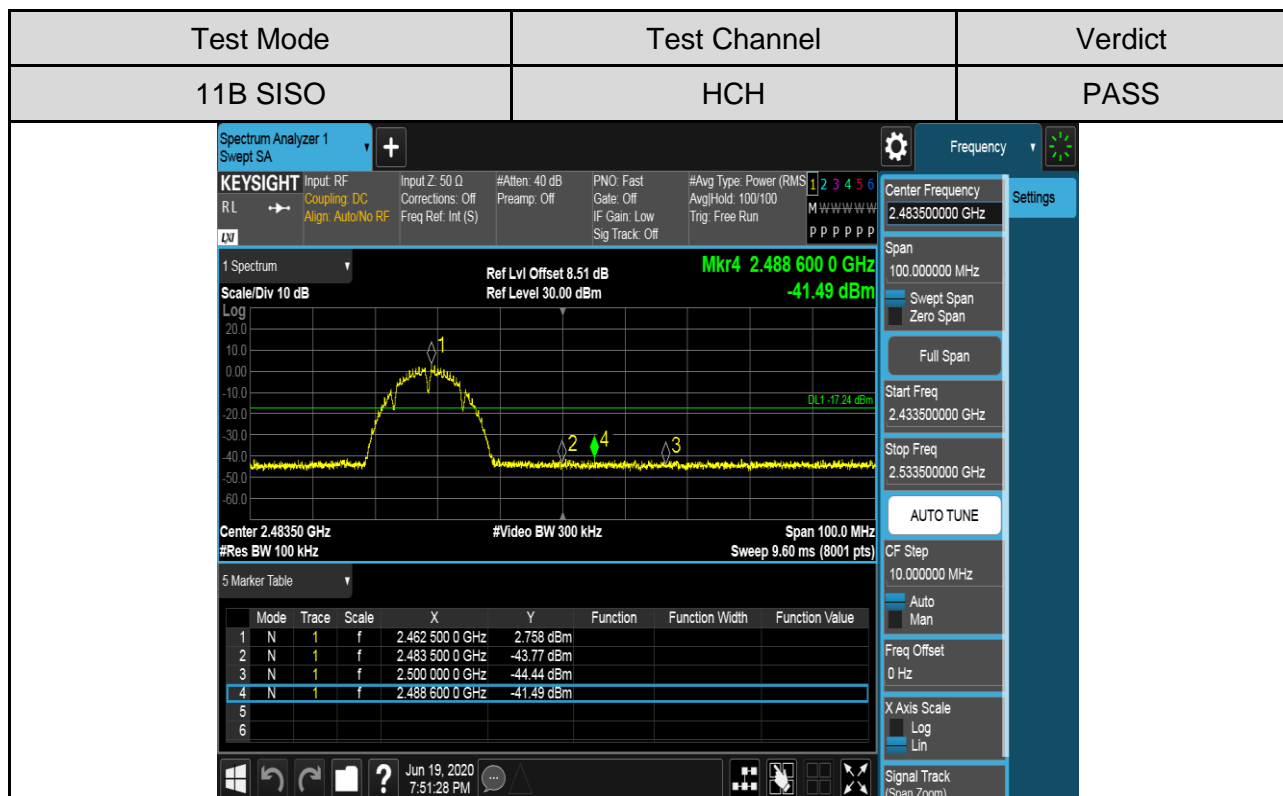 Test Mode Test Channel Verdict
11B SISO HCH PASS
Spectrum Analyzer 1
Swept SA
+
Frequency
KEYSIGHT Input: RF Input Z: 50 Ω #Atten: 40 dB PNO: Fast #Avg Type: Power (RMS 1 2 3 4 5 6
RL Coupling: DC Corrections: Off Preamp: Off Gate: Off Avg|Hold: 100/100 M W W W W W
Align: Auto/No RF Freq Ref: Int (S) IF Gain: Low Trig: Free Run
LXI Sig Track: Off P P P P P P
1 Spectrum
Ref Lvl Offset 8.51 dB
Mkr4 2.488 600 0 GHz
Scale/Div 10 dB
Ref Level 30.00 dBm
-41.49 dBm
Log
20.0
10.0
0.00
-10.0
-20.0
-30.0
-40.0
-50.0
-60.0
1
DL1 -17.24 dBm
2 4 3
Center 2.48350 GHz #Video BW 300 kHz Span 100.0 MHz
#Res BW 100 kHz Sweep 9.60 ms (8001 pts)
5 Marker Table
Mode Trace Scale X Y Function Function Width Function Value
1 N 1 f 2.462 500 0 GHz 2.758 dBm
2 N 1 f 2.483 500 0 GHz -43.77 dBm
3 N 1 f 2.500 000 0 GHz -44.44 dBm
4 N 1 f 2.488 600 0 GHz -41.49 dBm
5
6
? Jun 19, 2020
7:51:28 PM
Center Frequency
2.483500000 GHz
Settings
Span
100.000000 MHz
Swept Span
Zero Span
Full Span
Start Freq
2.433500000 GHz
Stop Freq
2.533500000 GHz
AUTO TUNE
CF Step
10.000000 MHz
Auto
Man
Freq Offset
0 Hz
X Axis Scale
Log
Lin
Signal Track
(Span Zoom)